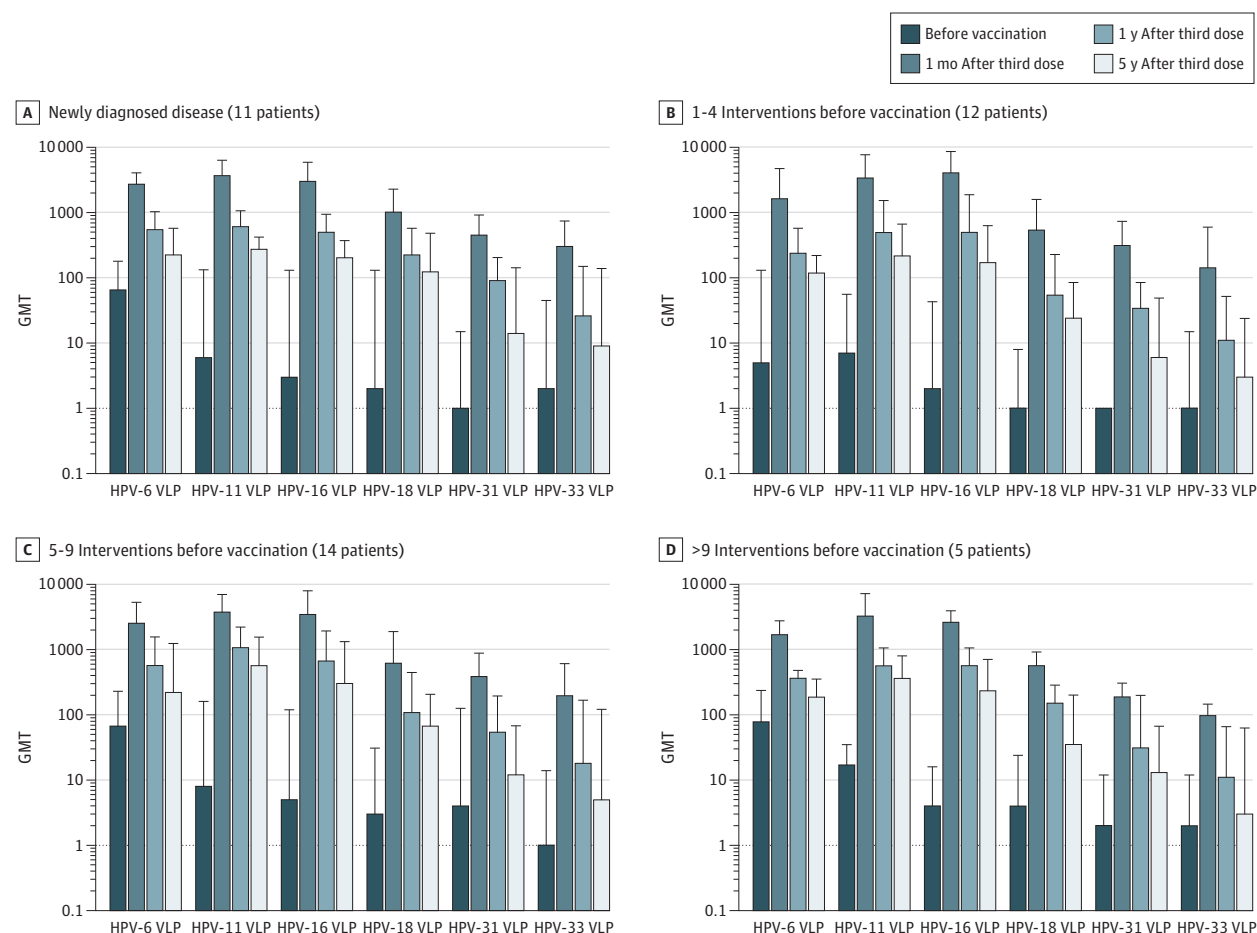 Before vaccination
1 y After third dose
1 mo After third dose
5 y After third dose
A Newly diagnosed disease (11 patients)
10 000
1000
100
10
1
0.1
GMT
HPV-6 VLP HPV-11 VLP HPV-16 VLP HPV-18 VLP HPV-31 VLP HPV-33 VLP
B 1-4 Interventions before vaccination (12 patients)
10 000
1000
100
10
1
0.1
GMT
HPV-6 VLP HPV-11 VLP HPV-16 VLP HPV-18 VLP HPV-31 VLP HPV-33 VLP
C 5-9 Interventions before vaccination (14 patients)
10 000
1000
100
10
1
0.1
GMT
HPV-6 VLP HPV-11 VLP HPV-16 VLP HPV-18 VLP HPV-31 VLP HPV-33 VLP
D >9 Interventions before vaccination (5 patients)
10 000
1000
100
10
1
0.1
GMT
HPV-6 VLP HPV-11 VLP HPV-16 VLP HPV-18 VLP HPV-31 VLP HPV-33 VLP